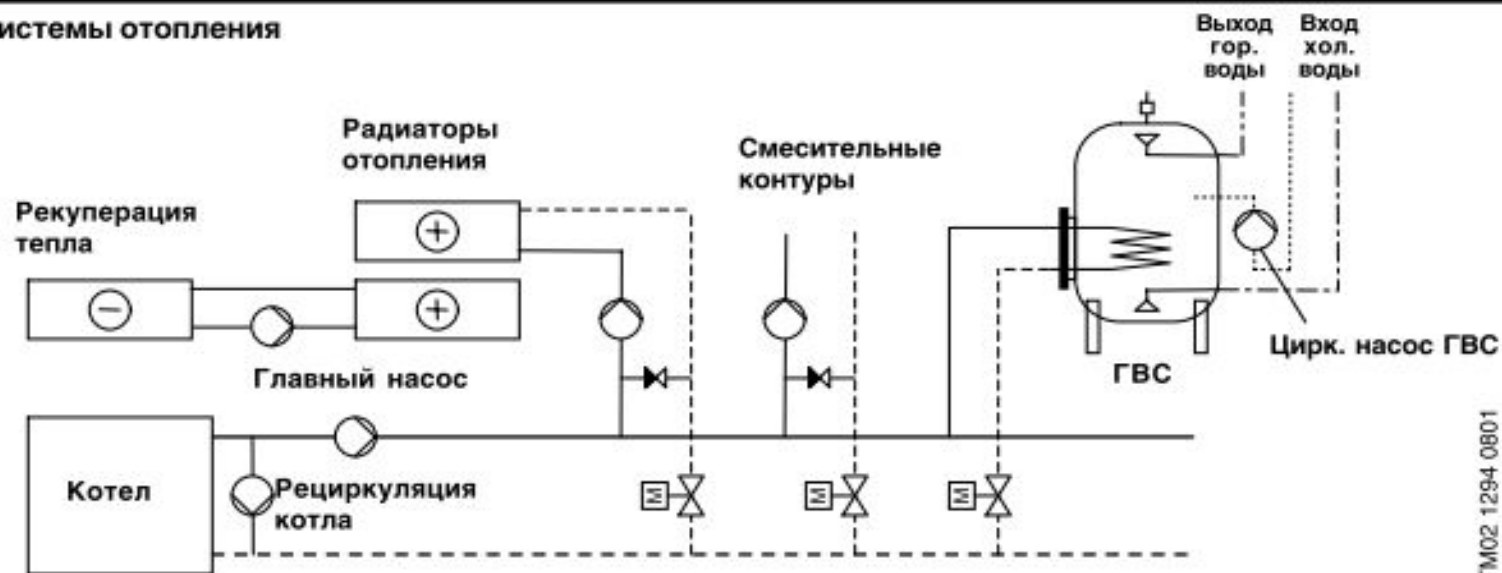 истемы отопления
Выход
гор.
воды
Вход
хол.
воды
Радиаторы
отопления
Смесительные
контуры
Рекуперация
тепла
Главный насос
ГВС
Цирк. насос ГВС
Котел
Рециркуляция
котла
M
M
M
TM02 1294 0801